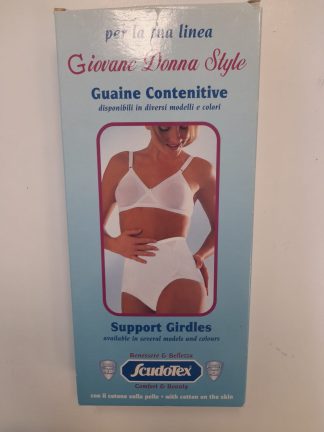 per la tua linea
Giovane Donna Style
Guaine Contenitive
disponibili in diversi modelli e colori
Support Girdles
available in several models and colours
Benessere & Bellezza
ScudoTex
Comfort & Beauty
con il cotone sulla pelle - with cotton on the skin